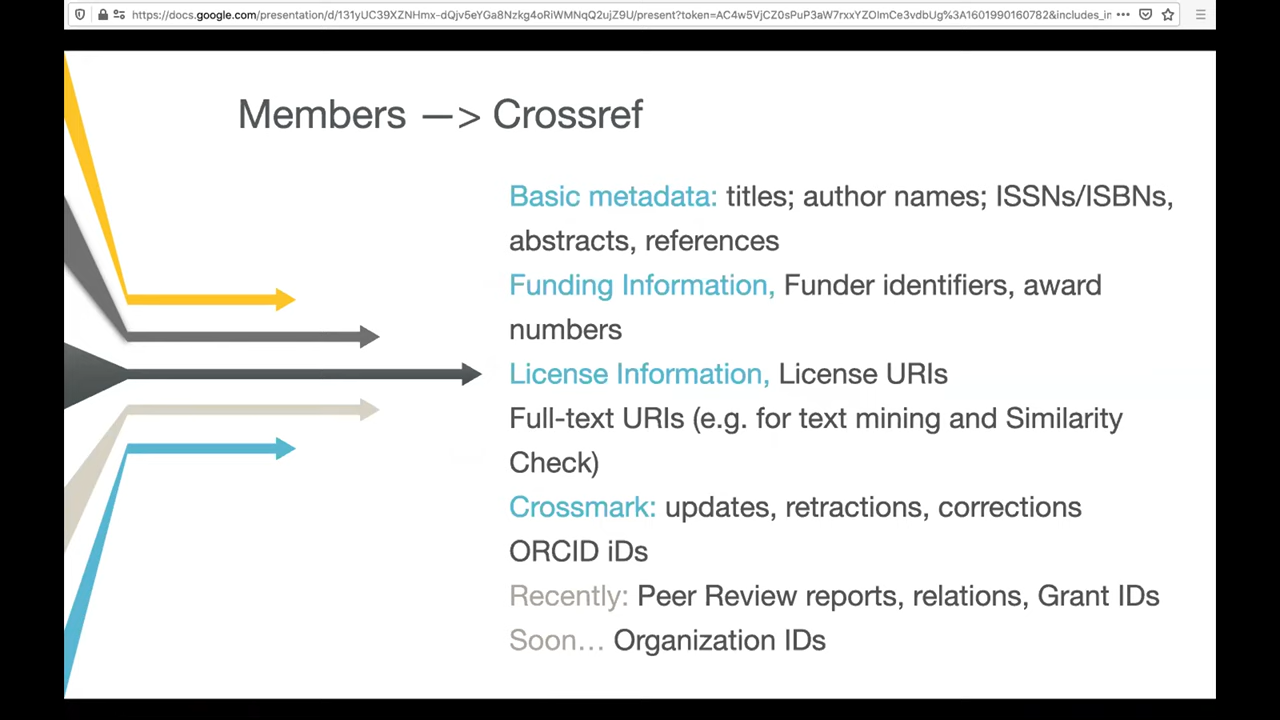 https://docs.google.com/presentation/d/131yUC39XZNHmx-dQjv5eYGa8Nzkg4oRiWMNqQ2ujZ9U/present?token=AC4w5VjCZ0sPuP3aW7rxxYZOlmCe3vdbUg%3A1601990160782&includes_in
Members —> Crossref
Basic metadata: titles; author names; ISSNs/ISBNs,
abstracts, references
Funding Information, Funder identifiers, award
numbers
License Information, License URIs
Full-text URIs (e.g. for text mining and Similarity
Check)
Crossmark: updates, retractions, corrections
ORCID iDs
Recently: Peer Review reports, relations, Grant IDs
Soon… Organization IDs